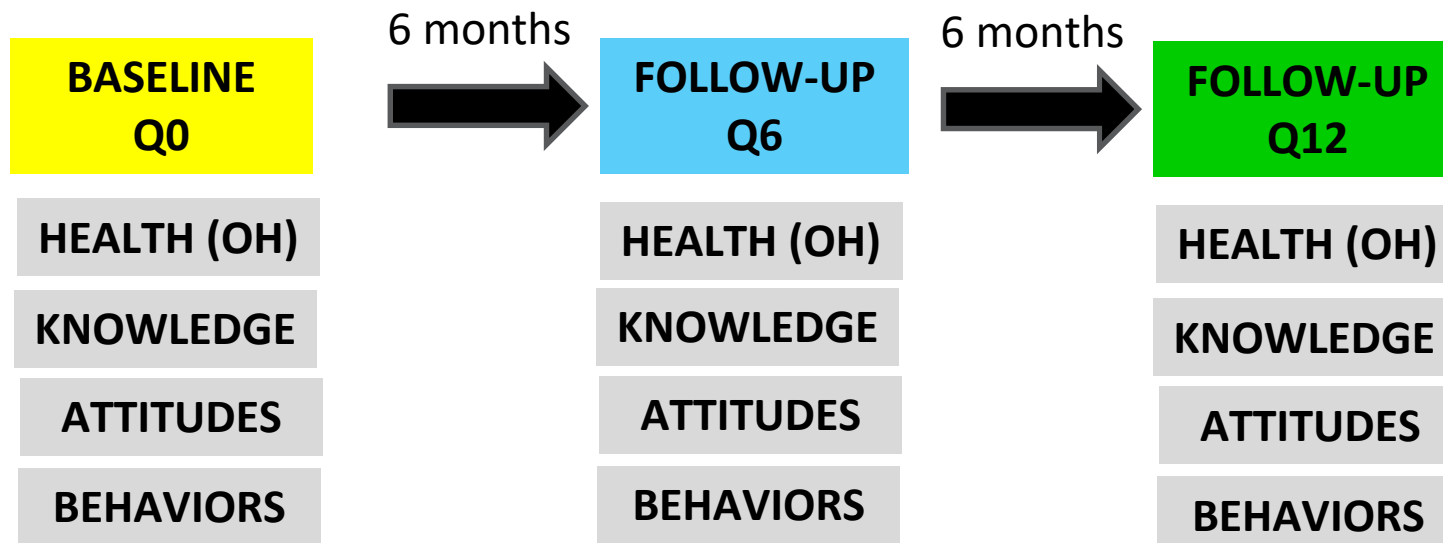 6 months
6 months
BASELINE
Q0
FOLLOW-UP
Q6
FOLLOW-UP
Q12
HEALTH (OH)
HEALTH (OH)
HEALTH (OH)
KNOWLEDGE
KNOWLEDGE
KNOWLEDGE
ATTITUDES
ATTITUDES
ATTITUDES
BEHAVIORS
BEHAVIORS
BEHAVIORS